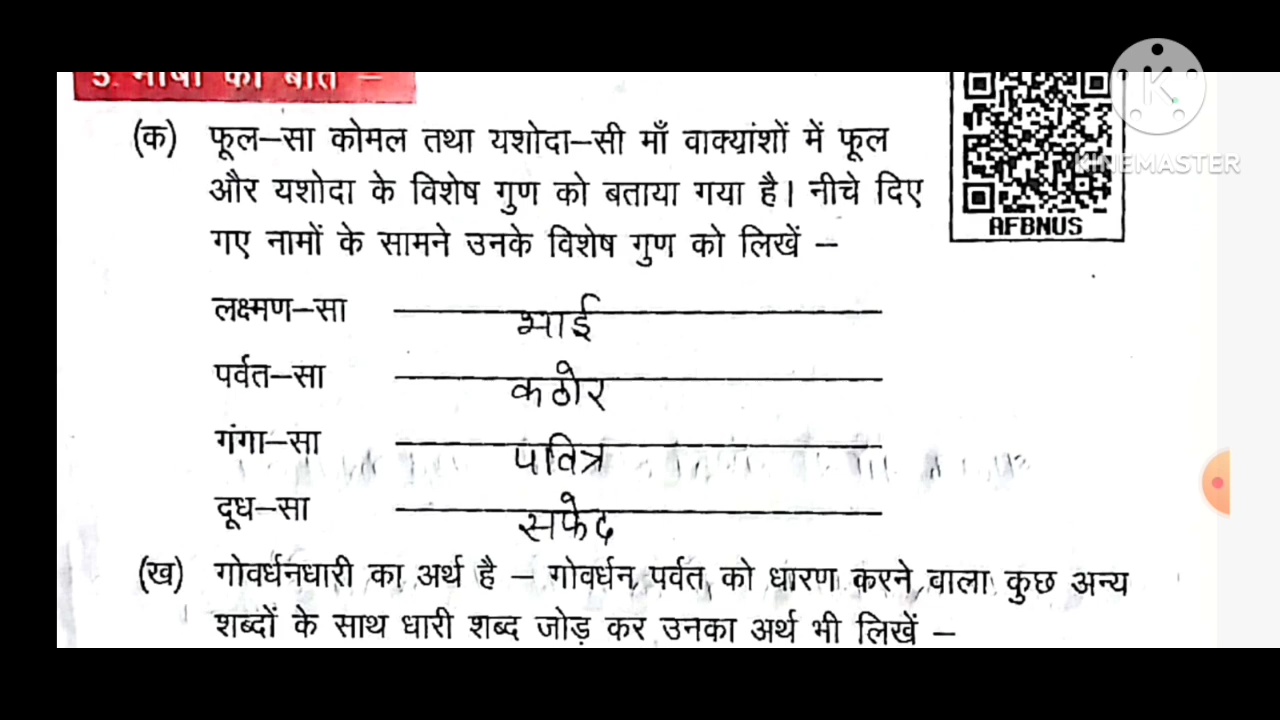 5. भाषा की बात –
KINEMASTER
(क) फूल–सा कोमल तथा यशोदा–सी माँ वाक्यांशों में फूल
और यशोदा के विशेष गुण को बताया गया है। नीचे दिए
गए नामों के सामने उनके विशेष गुण को लिखें –
AFBNUS
लक्ष्मण–सा भाई
पर्वत–सा कठोर
गंगा–सा पवित्र
दूध–सा सफेद
(ख) गोवर्धनधारी का अर्थ है – गोवर्धन पर्वत को धारण करने वाला कुछ अन्य
शब्दों के साथ धारी शब्द जोड़ कर उनका अर्थ भी लिखें –